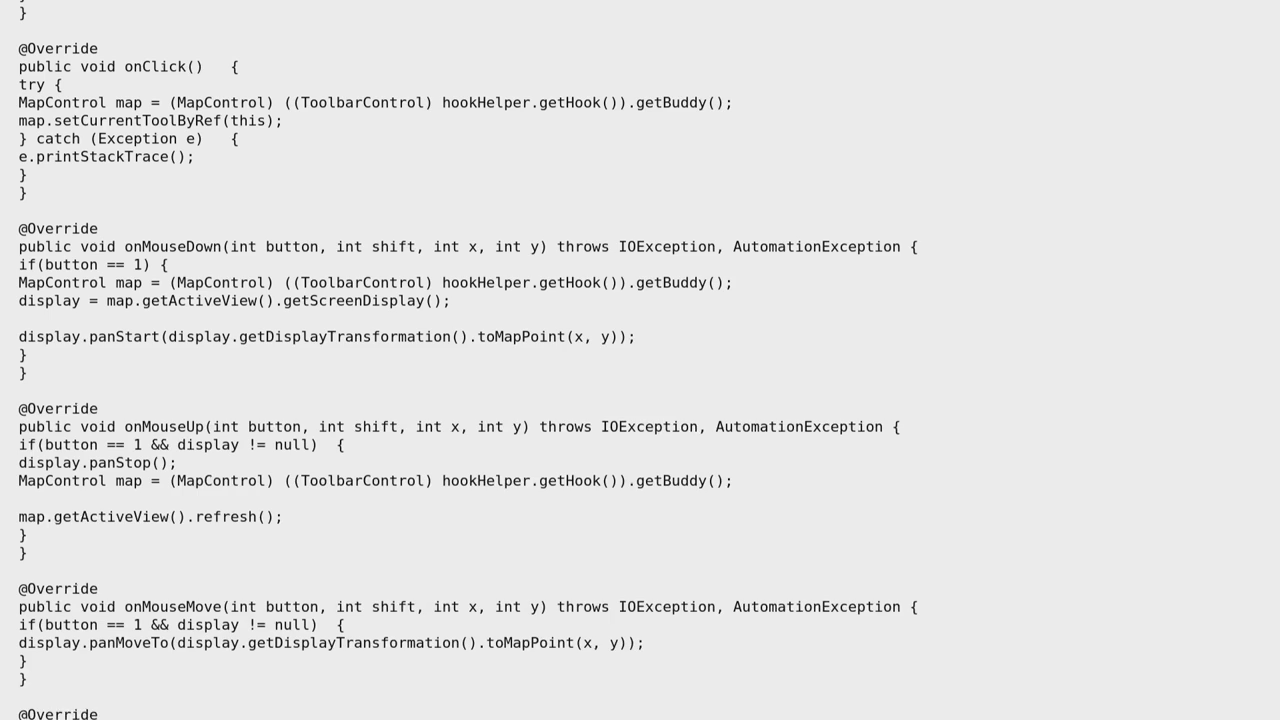 }
@Override
public void onClick()   {
try {
MapControl map = (MapControl) ((ToolbarControl) hookHelper.getHook()).getBuddy();
map.setCurrentToolByRef(this);
} catch (Exception e)   {
e.printStackTrace();
}
}
@Override
public void onMouseDown(int button, int shift, int x, int y) throws IOException, AutomationException {
if(button == 1) {
MapControl map = (MapControl) ((ToolbarControl) hookHelper.getHook()).getBuddy();
display = map.getActiveView().getScreenDisplay();
display.panStart(display.getDisplayTransformation().toMapPoint(x, y));
}
}
@Override
public void onMouseUp(int button, int shift, int x, int y) throws IOException, AutomationException {
if(button == 1 && display != null)  {
display.panStop();
MapControl map = (MapControl) ((ToolbarControl) hookHelper.getHook()).getBuddy();
map.getActiveView().refresh();
}
}
@Override
public void onMouseMove(int button, int shift, int x, int y) throws IOException, AutomationException {
if(button == 1 && display != null)  {
display.panMoveTo(display.getDisplayTransformation().toMapPoint(x, y));
}
}
@Override